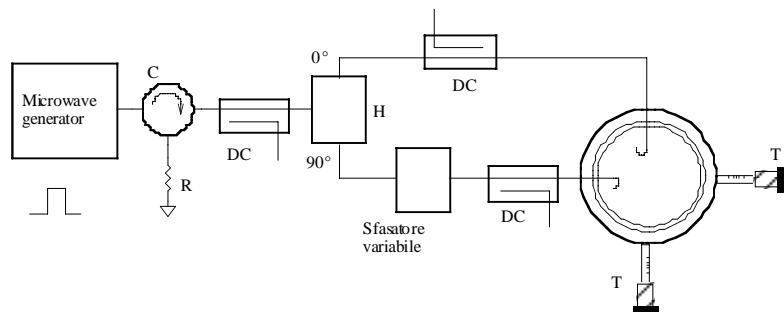 0°
C
DC
Microwave
generator
H
T
DC
90°
R
DC
Sfasatore
variabile
T